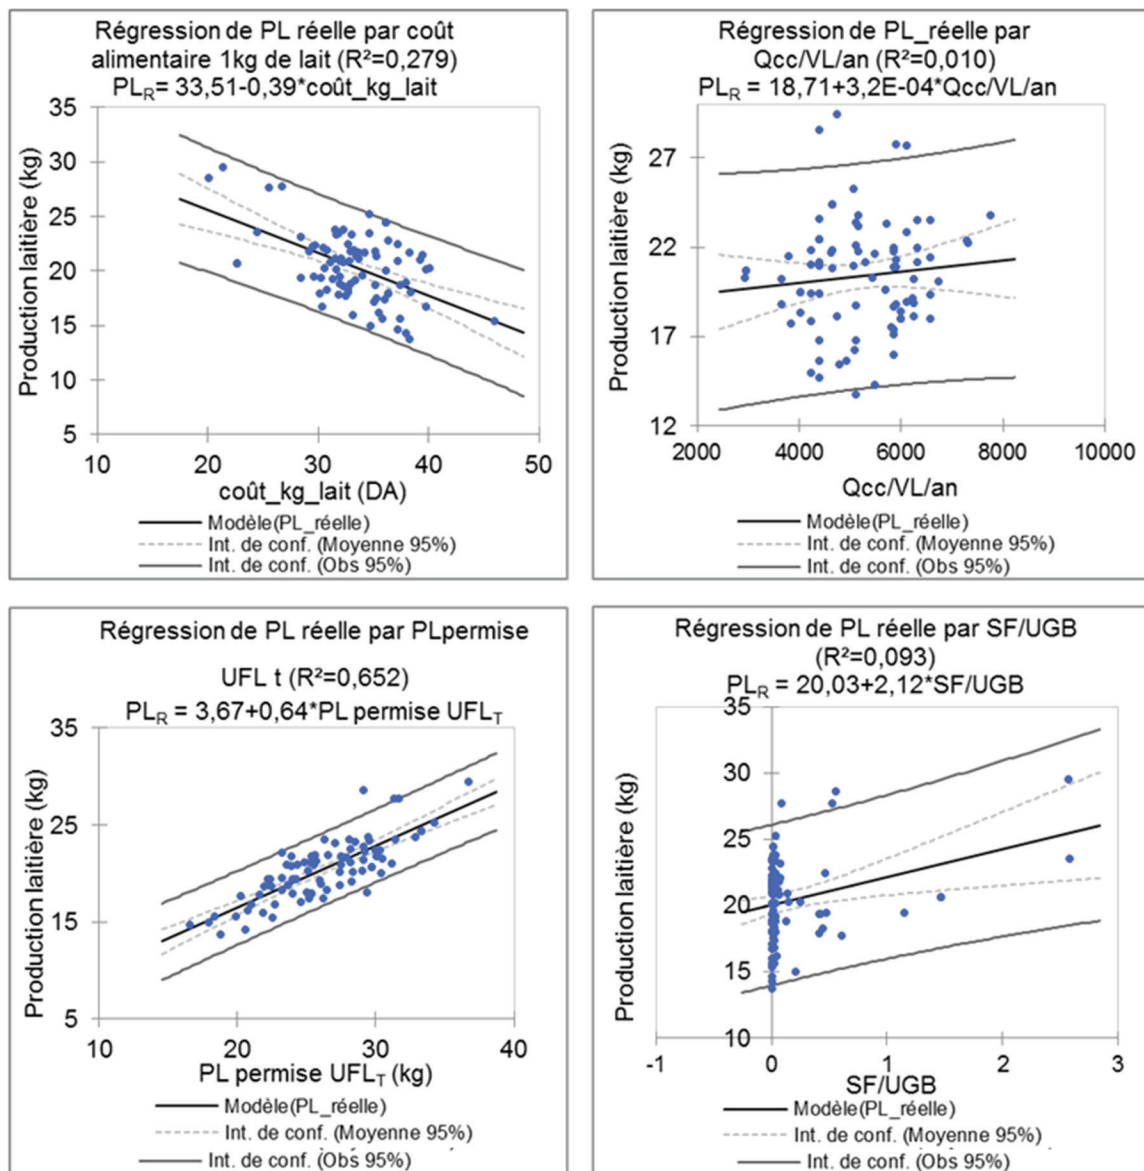 Régression de PL réelle par coût
alimentaire 1kg de lait (R²=0,279)
PLR= 33,51-0,39*coût_kg_lait
Production laitière (kg)
35
30
25
20
15
10
5
10
20
30
40
50
coût_kg_lait (DA)
Modèle(PL_réelle)
Int. de conf. (Moyenne 95%)
Int. de conf. (Obs 95%)
Régression de PL_réelle par
Qcc/VL/an (R²=0,010)
PLR = 18,71+3,2E-04*Qcc/VL/an
Production laitière (kg)
27
22
17
12
2000
4000
6000
8000
10000
Qcc/VL/an
Modèle(PL_réelle)
Int. de conf. (Moyenne 95%)
Int. de conf. (Obs 95%)
Régression de PL réelle par PLpermise
UFL t (R²=0,652)
PLR = 3,67+0,64*PL permise UFLT
Production laitière (kg)
35
25
15
5
10
20
30
40
PL permise UFLT (kg)
Modèle(PL_réelle)
Int. de conf. (Moyenne 95%)
Int. de conf. (Obs 95%)
Régression de PL réelle par SF/UGB
(R²=0,093)
PLR = 20,03+2,12*SF/UGB
Production laitière (kg)
35
30
25
20
15
10
-1
0
1
2
3
SF/UGB
Modèle(PL_réelle)
Int. de conf. (Moyenne 95%)
Int. de conf. (Obs 95%)